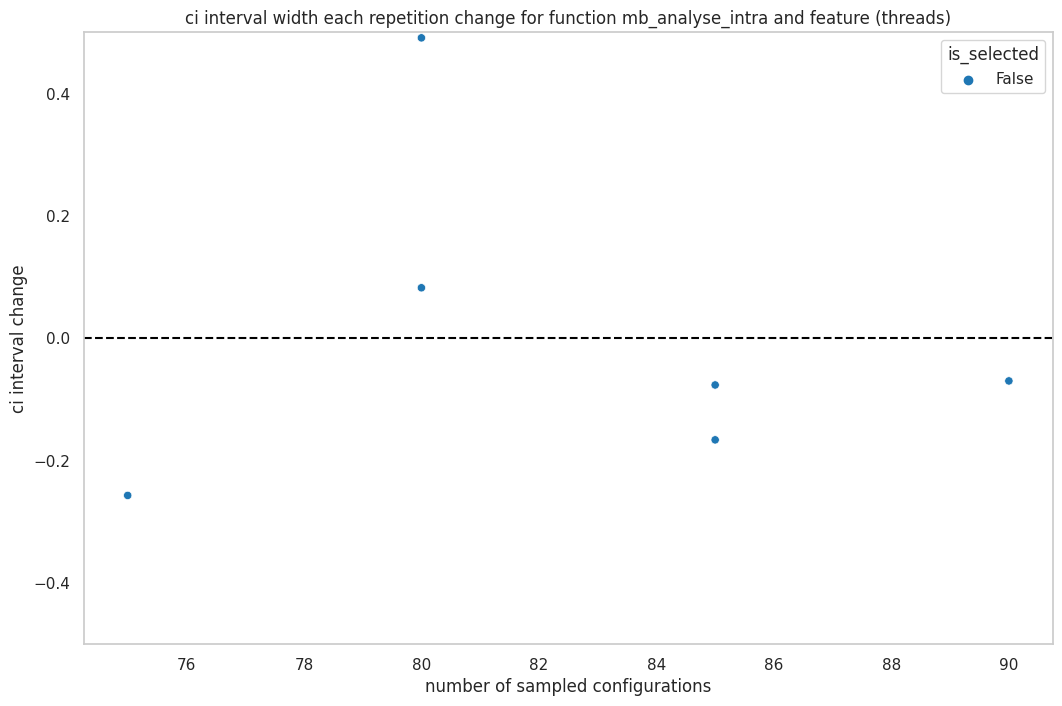 ci interval width each repetition change for function mb_analyse_intra and feature (threads)
is_selected
False
ci interval change
0.4
0.2
0.0
−0.2
−0.4
76 78 80 82 84 86 88 90
number of sampled configurations